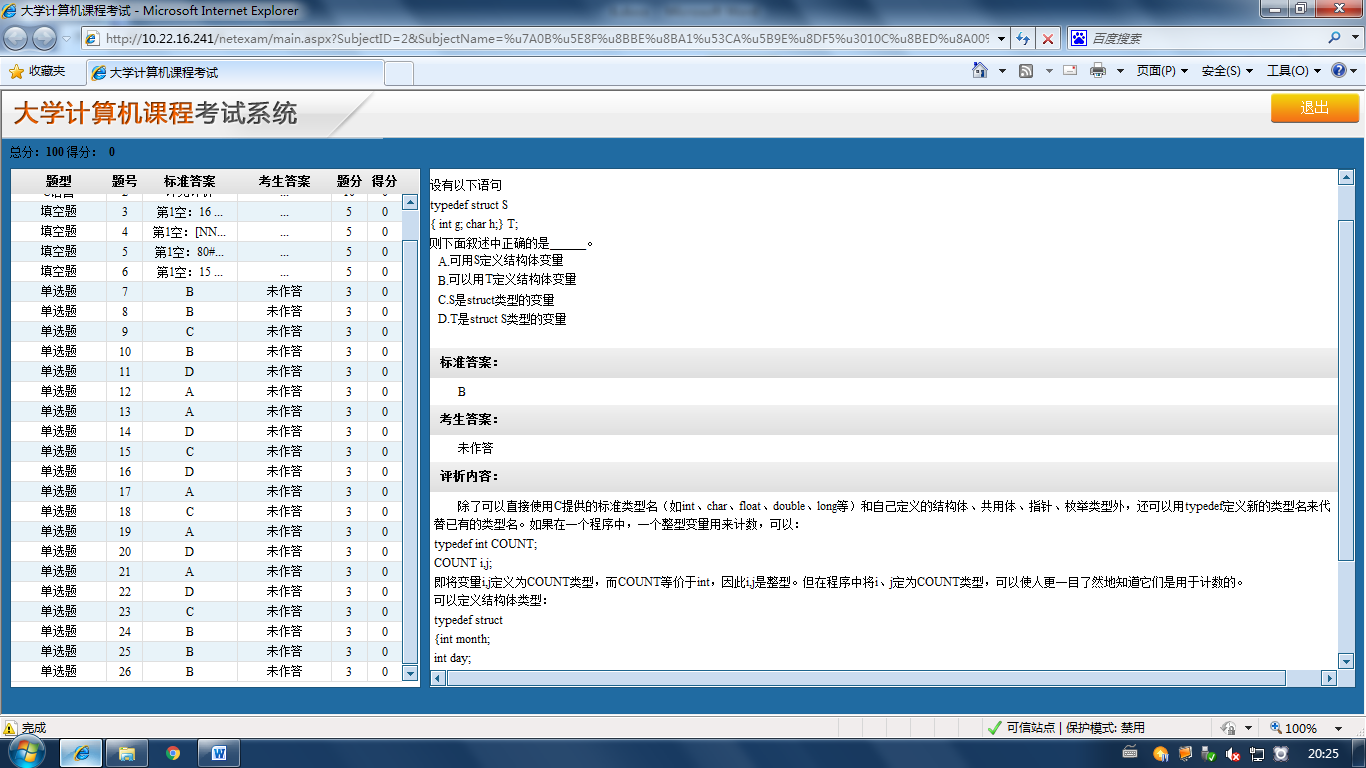 大学计算机课程考试 - Microsoft Internet Explorer
http://10.22.16.241/netexam/main.aspx?SubjectID=2&SubjectName=%u7A0B%u5E8F%u8BBE%u8BA1%u53CA%u5B9E%u8DF5%u3010C%u8BED%u8A00%
百度搜索
收藏夹
大学计算机课程考试
页面(P)
安全(S)
工具(O)
大学计算机课程考试系统
退出
总分：100 得分： 0
题型 题号 标准答案 考生答案 题分 得分
填空题 3 第1空：16 ... ... 5 0
填空题 4 第1空：[NN... ... 5 0
填空题 5 第1空：80#... ... 5 0
填空题 6 第1空：15 ... ... 5 0
单选题 7 B 未作答 3 0
单选题 8 B 未作答 3 0
单选题 9 C 未作答 3 0
单选题 10 B 未作答 3 0
单选题 11 D 未作答 3 0
单选题 12 A 未作答 3 0
单选题 13 A 未作答 3 0
单选题 14 D 未作答 3 0
单选题 15 C 未作答 3 0
单选题 16 D 未作答 3 0
单选题 17 A 未作答 3 0
单选题 18 C 未作答 3 0
单选题 19 A 未作答 3 0
单选题 20 D 未作答 3 0
单选题 21 A 未作答 3 0
单选题 22 D 未作答 3 0
单选题 23 C 未作答 3 0
单选题 24 B 未作答 3 0
单选题 25 B 未作答 3 0
单选题 26 B 未作答 3 0
设有以下语句
typedef struct S
{ int g; char h;} T;
则下面叙述中正确的是______。
A.可用S定义结构体变量
B.可以用T定义结构体变量
C.S是struct类型的变量
D.T是struct S类型的变量
标准答案：
B
考生答案：
未作答
评析内容：
除了可以直接使用C提供的标准类型名（如int、char、float、double、long等）和自己定义的结构体、共用体、指针、枚举类型外，还可以用typedef定义新的类型名来代
替已有的类型名。如果在一个程序中，一个整型变量用来计数，可以：
typedef int COUNT;
COUNT i,j;
即将变量i,j定义为COUNT类型，而COUNT等价于int，因此i,j是整型。但在程序中将i、j定为COUNT类型，可以使人更一目了然地知道它们是用于计数的。
可以定义结构体类型：
typedef struct
{int month;
int day;
完成
可信站点 | 保护模式: 禁用
100%
20:25